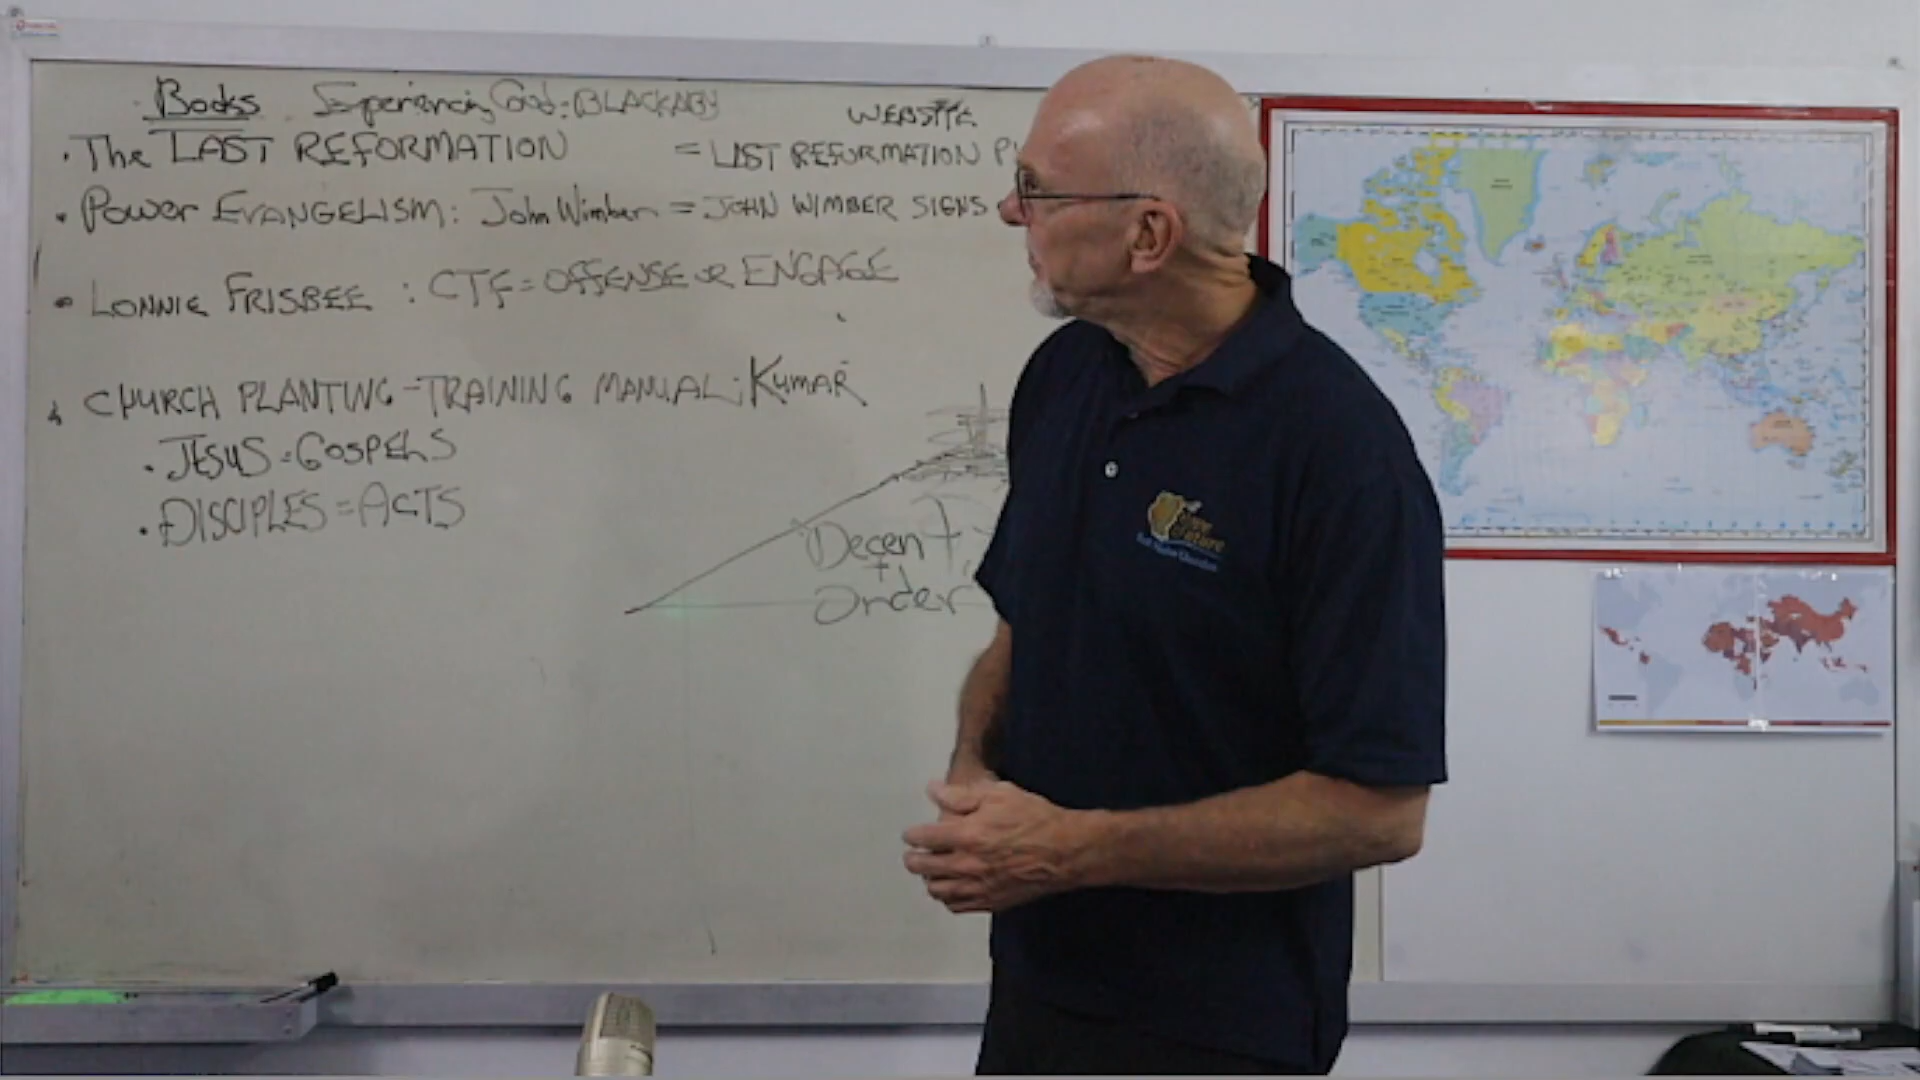 Books Experiencing God: BLACKABY
WEBSITE
• The LAST REFORMATION = LAST REFORMATION P
• POWER EVANGELISM: John Wimber = JOHN WIMBER SIGNS
• LONNIE FRISBEE : CTF = OFFENSE OR ENGAGE
• CHURCH PLANTING - TRAINING MANUAL: KUMAR
• JESUS = GOSPELS
• DISCIPLES = ACTS
Decent
+
Order